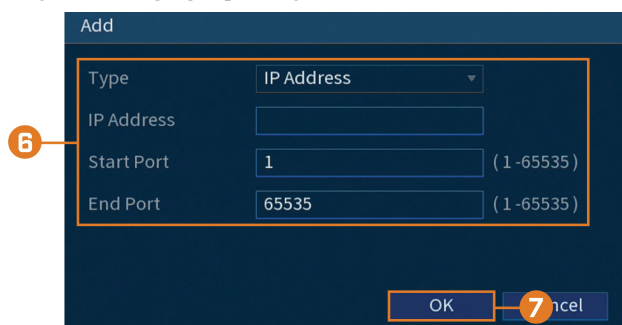 Add
Type IP Address
IP Address
6
Start Port 1 (1-65535)
End Port 65535 (1-65535)
OK 7 ncel